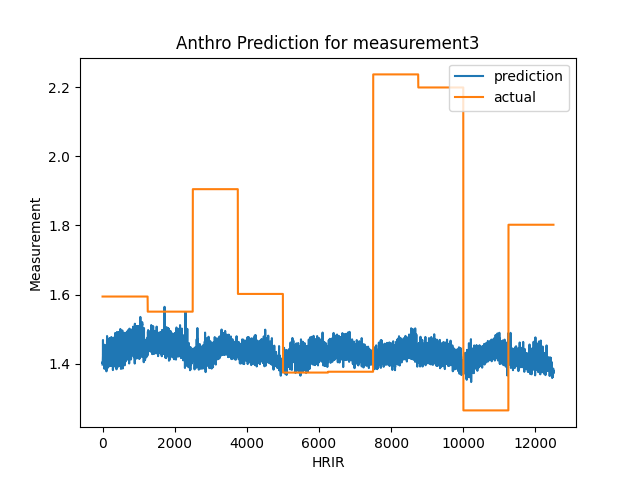 Anthro Prediction for measurement3
prediction
actual
Measurement
2.2
2.0
1.8
1.6
1.4
0
2000
4000
6000
8000
10000
12000
HRIR